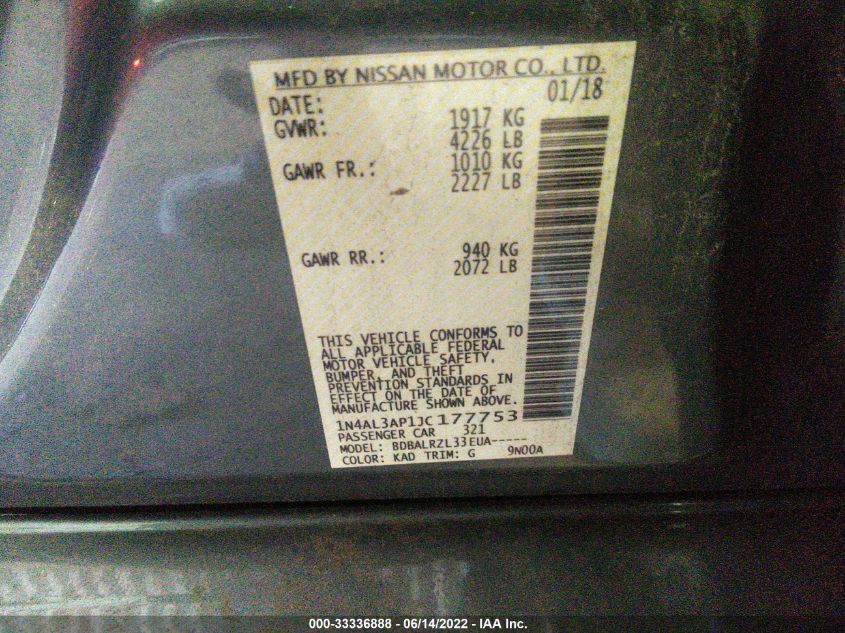 MFD BY NISSAN MOTOR CO., LTD.
DATE: 01/18
GVWR: 1917 KG
4226 LB
GAWR FR.: 1010 KG
2227 LB
GAWR RR.: 940 KG
2072 LB
THIS VEHICLE CONFORMS TO
ALL APPLICABLE FEDERAL
MOTOR VEHICLE SAFETY,
BUMPER, AND THEFT
PREVENTION STANDARDS IN
EFFECT ON THE DATE OF
MANUFACTURE SHOWN ABOVE.
1N4AL3AP1JC177753
PASSENGER CAR 321
MODEL: BDBALRZL33EUA-----
COLOR: KAD TRIM: G 9N00A
000-33336888 - 06/14/2022 - IAA Inc.